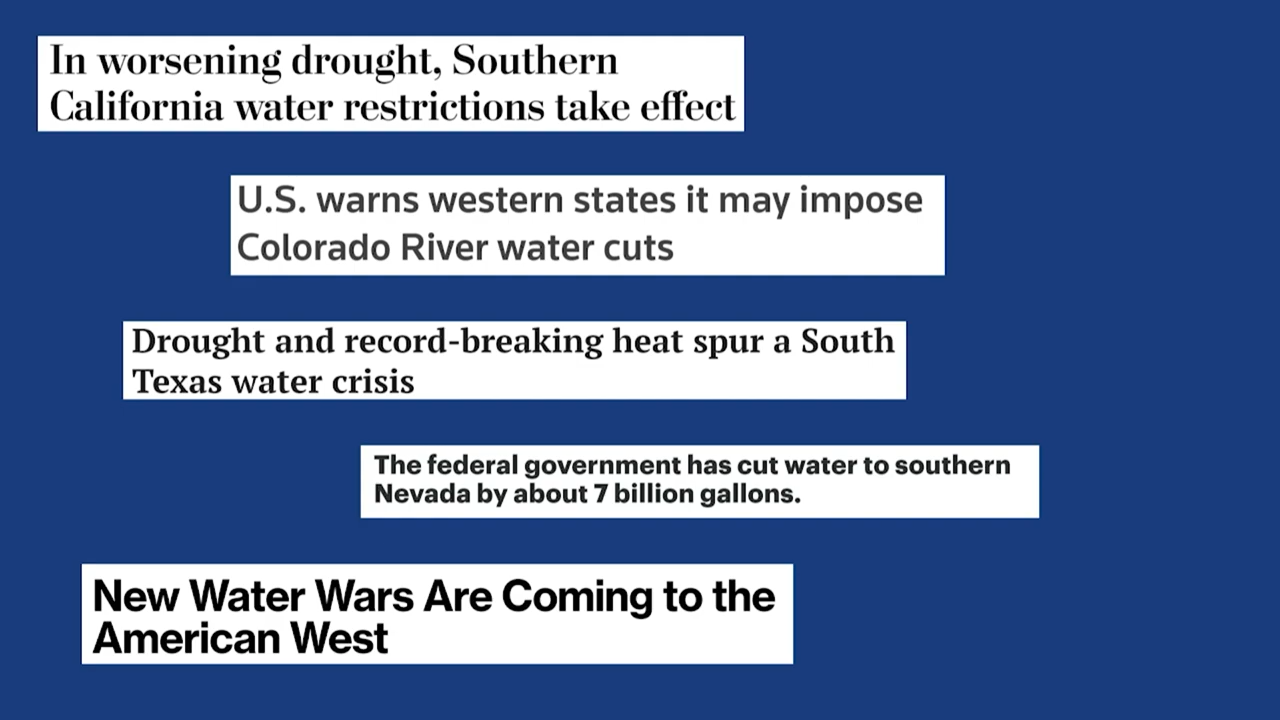 In worsening drought, Southern
California water restrictions take effect
U.S. warns western states it may impose
Colorado River water cuts
Drought and record-breaking heat spur a South
Texas water crisis
The federal government has cut water to southern
Nevada by about 7 billion gallons.
New Water Wars Are Coming to the
American West